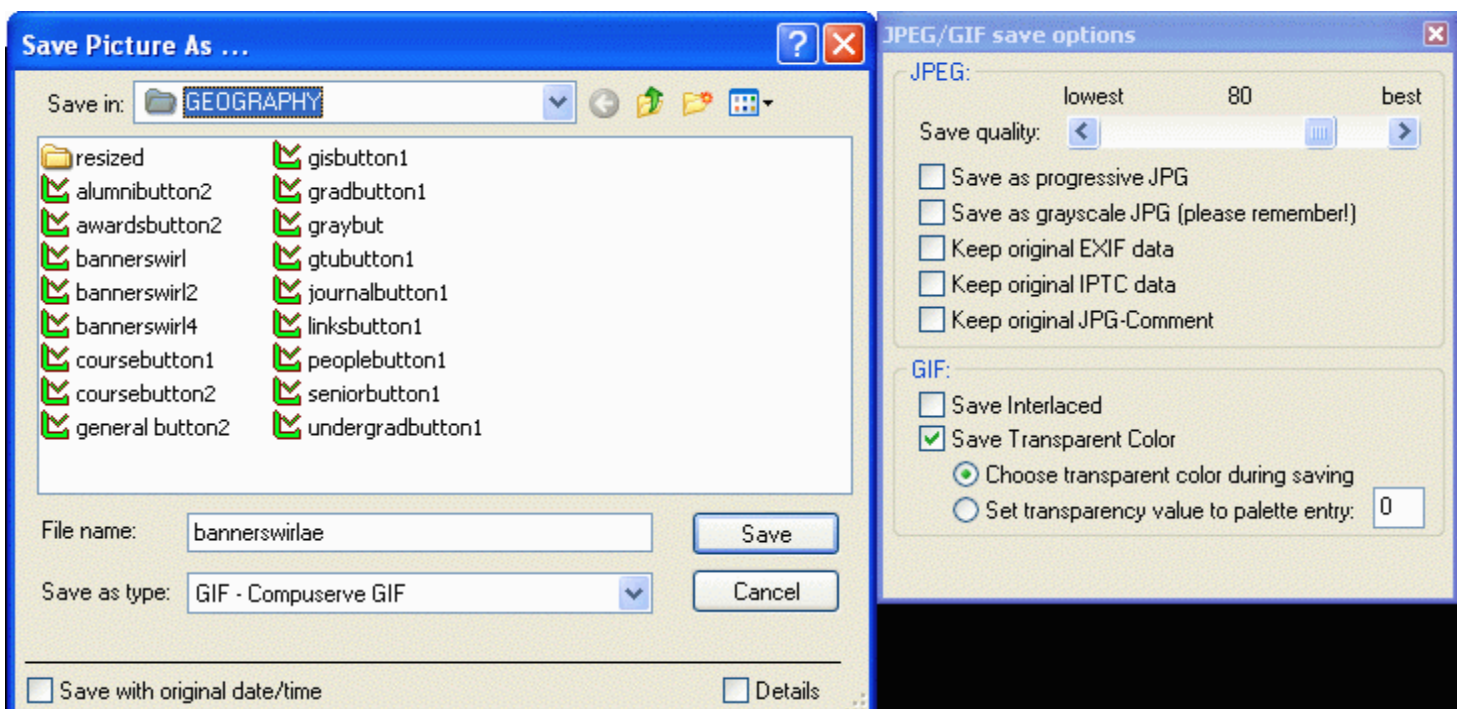 Save Picture As ...
Save in: GEOGRAPHY
resized
alumnibutton2
awardsbutton2
bannerswirl
bannerswirl2
bannerswirl4
coursebutton1
coursebutton2
general button2
gisbutton1
gradbutton1
graybut
gtubutton1
journalbutton1
linksbutton1
peoplebutton1
seniorbutton1
undergradbutton1
File name: bannerswirlae
Save
Save as type: GIF - Compuserve GIF
Cancel
Save with original date/time
Details
JPEG/GIF save options
JPEG:
lowest 80 best
Save quality:
Save as progressive JPG
Save as grayscale JPG (please remember!)
Keep original EXIF data
Keep original IPTC data
Keep original JPG-Comment
GIF:
Save Interlaced
Save Transparent Color
Choose transparent color during saving
Set transparency value to palette entry: 0